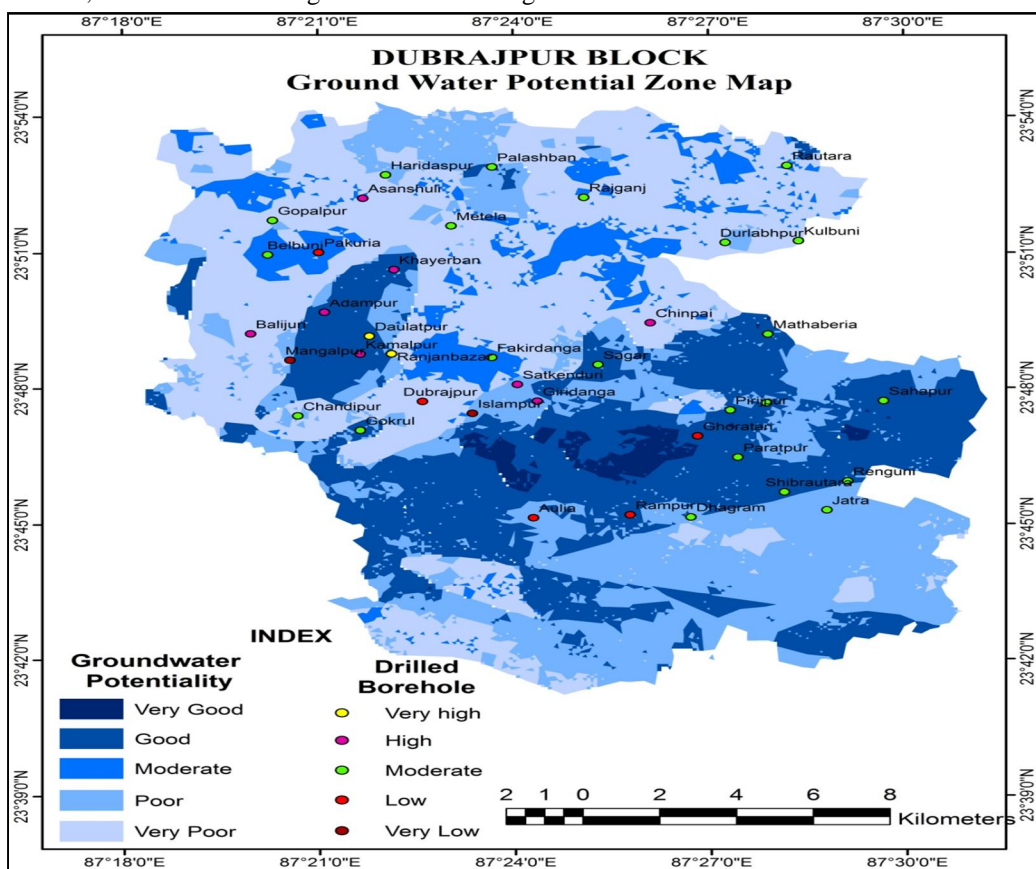 87°18'0"E 87°21'0"E 87°24'0"E 87°27'0"E 87°30'0"E
DUBRAJPUR BLOCK
Ground Water Potential Zone Map
23°54'0"N 23°54'0"N
Rautara
Palashban
Haridaspur
Asanshuli Rajganj
Gopalpur
Metela
Durlabhpur Kulbuni
23°51'0"N 23°51'0"N
Belbuni Pakuria
Khayerban
Adampur
Chinpai
Balijuri Daulatpur Mathaberia
Kamalpur
Mangalpur Ranjanbazar Fakirdanga Sagar
Satkenduri
23°48'0"N 23°48'0"N
Dubrajpur Giridanga Sahapur
Islampur Piripur
Chandipur
Gokrul Gharatari
Paratpur
Renguni
Shibrautara
Aulia Rampur Dhagram Jatra
23°45'0"N 23°45'0"N
INDEX
23°42'0"N 23°42'0"N
Groundwater Potentiality
Very Good
Good
Moderate
Poor
Very Poor
Drilled Borehole
Very high
High
Moderate
Low
Very Low
2 1 0 2 4 6 8
Kilometers
23°39'0"N 23°39'0"N
87°18'0"E 87°21'0"E 87°24'0"E 87°27'0"E 87°30'0"E